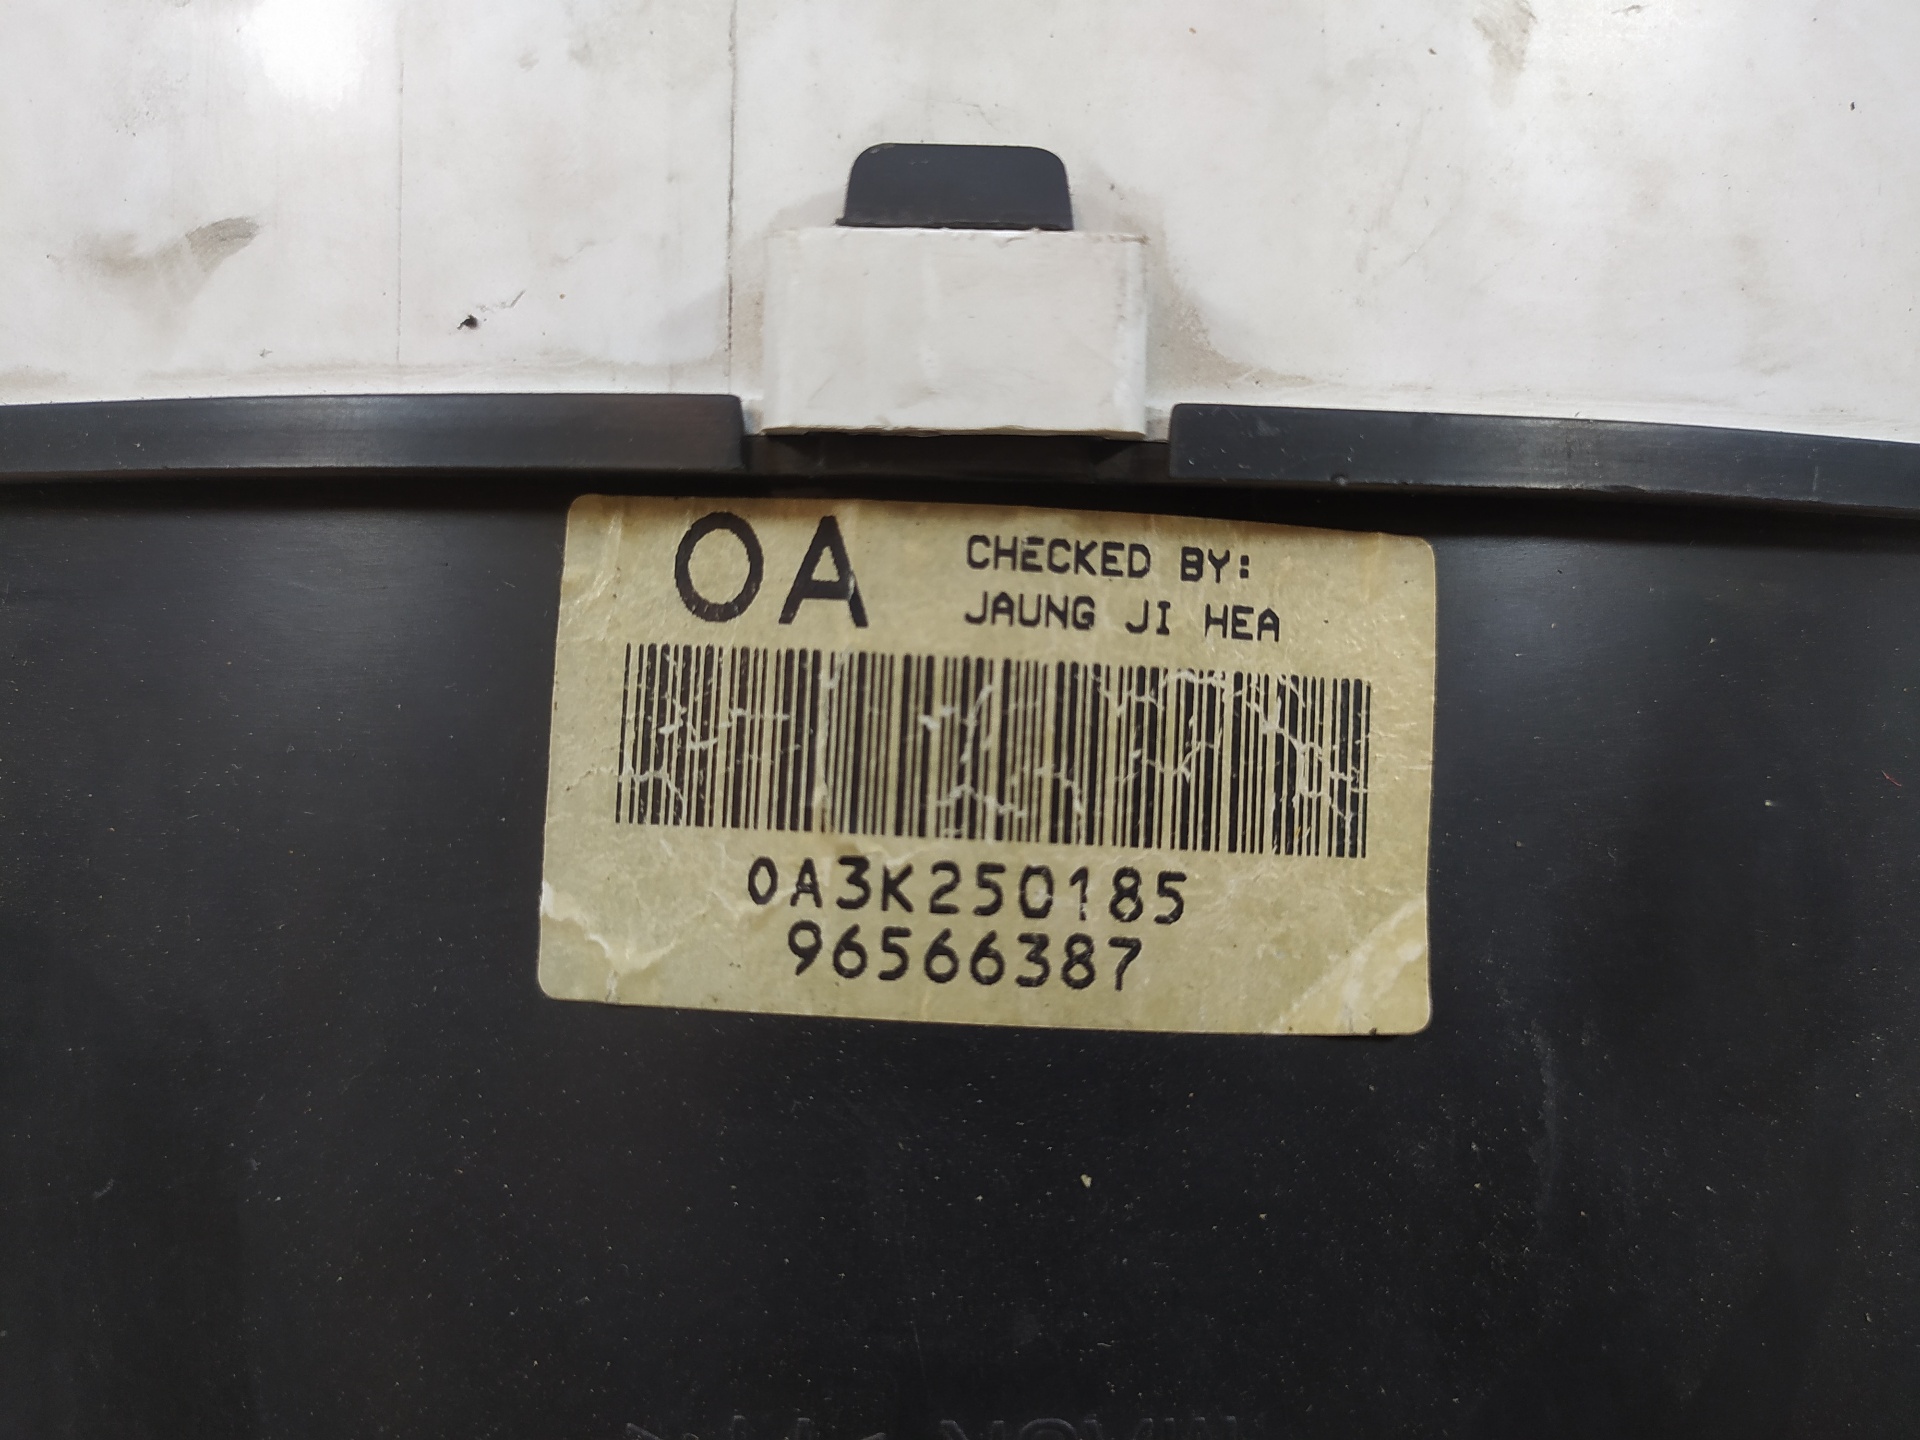 OA
CHECKED BY:
JAUNG JI HEA
0A3K250185
96566387